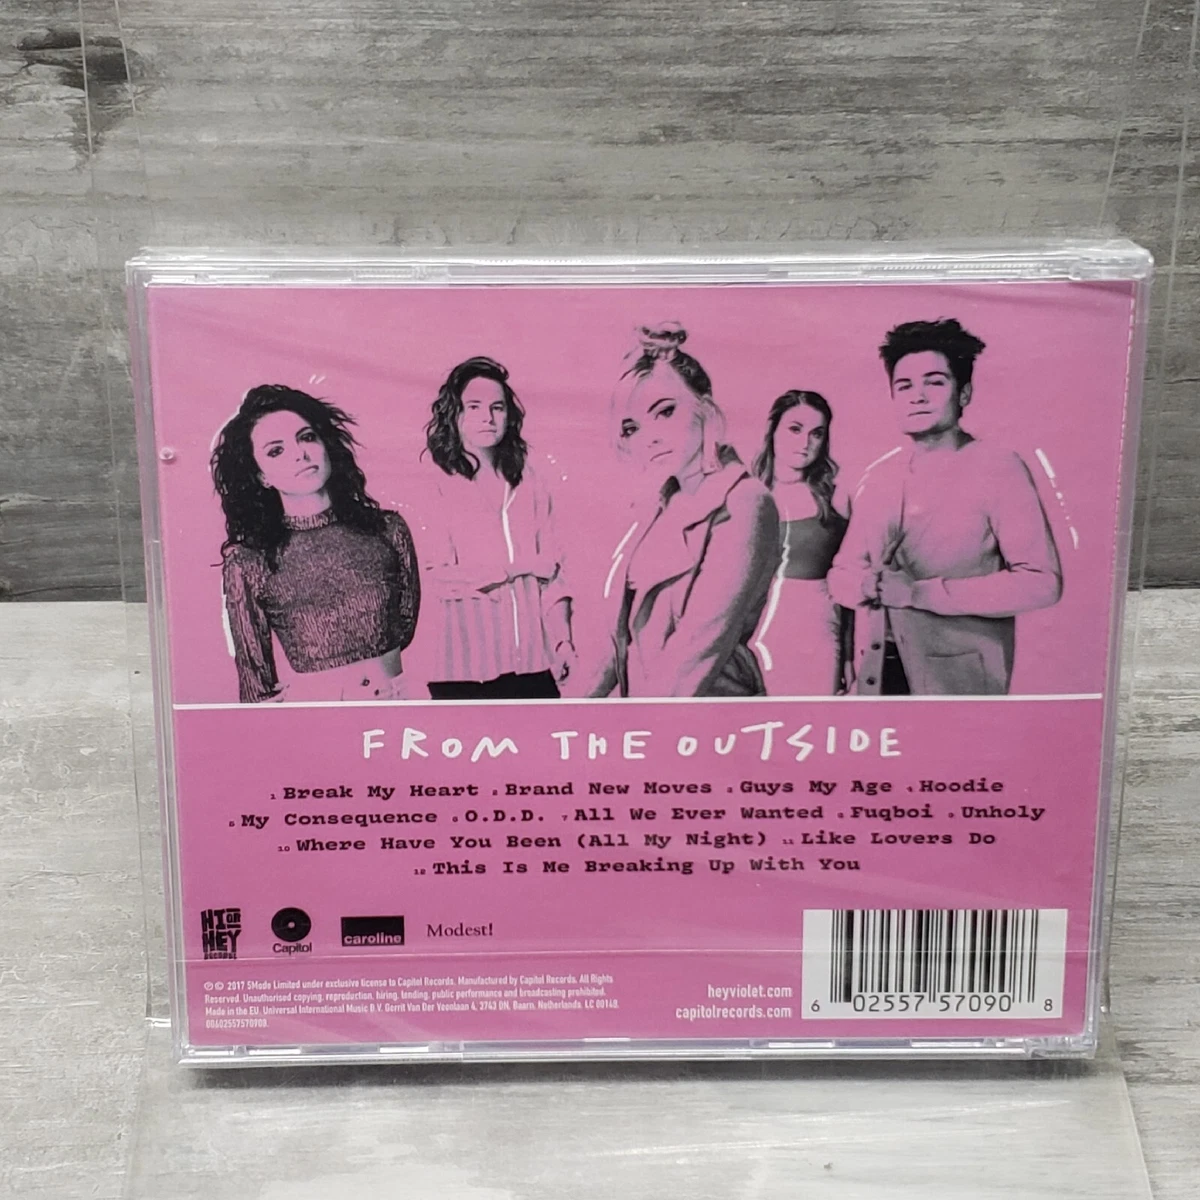 FROM THE OUTSIDE
1 Break My Heart 2 Brand New Moves 3 Guys My Age 4 Hoodie
5 My Consequence 6 O.D.D. 7 All We Ever Wanted 8 Fuqboi 9 Unholy
10 Where Have You Been (All My Night) 11 Like Lovers Do
12 This Is Me Breaking Up With You
HI OR HEY RECORDS
Capitol
caroline
Modest!
℗ © 2017 5Mode Limited under exclusive license to Capitol Records. Manufactured by Capitol Records. All Rights
Reserved. Unauthorised copying, reproduction, hiring, lending, public performance and broadcasting prohibited.
Made in the EU. Universal International Music B.V. Gerrit Van Der Veenlaan 4, 3743 DN, Baarn, Netherlands. LC 00148.
00602557570908.
heyviolet.com
capitolrecords.com
6 02557 57090 8